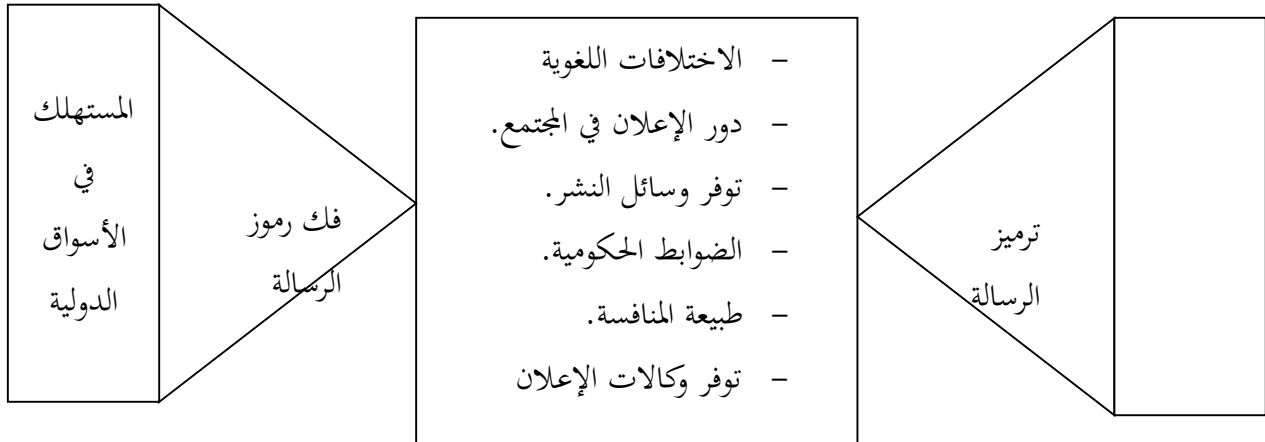 ترميز
الرسالة
– الاختلافات اللغوية
– دور الإعلان في المجتمع.
– توفر وسائل النشر.
– الضوابط الحكومية.
– طبيعة المنافسة.
– توفر وكالات الإعلان
فك رموز
الرسالة
المستهلك
في
الأسواق
الدولية